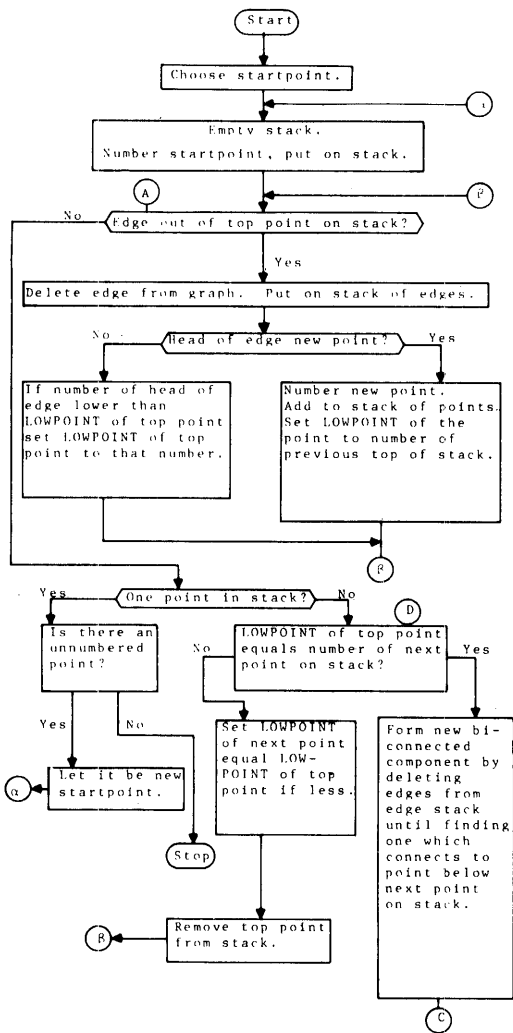 Start
Choose startpoint.
Empty stack.
Number startpoint, put on stack.
A
No
Edge out of top point on stack?
Yes
Delete edge from graph. Put on stack of edges.
No
Head of edge new point?
Yes
If number of head of
edge lower than
LOWPOINT of top point
set LOWPOINT of top
point to that number.
Number new point.
Add to stack of points.
Set LOWPOINT of the
point to number of
previous top of stack.
β
Yes
One point in stack?
No
D
Is there an
unnumbered
point?
No
LOWPOINT of top point
equals number of next
point on stack?
Yes
Yes
No
Set LOWPOINT
of next point
equal LOW-
POINT of top
point if less.
Form new bi-
connected
component by
deleting
edges from
edge stack
until finding
one which
connects to
point below
next point
on stack.
α
Let it be new
startpoint.
Stop
β
Remove top point
from stack.
C